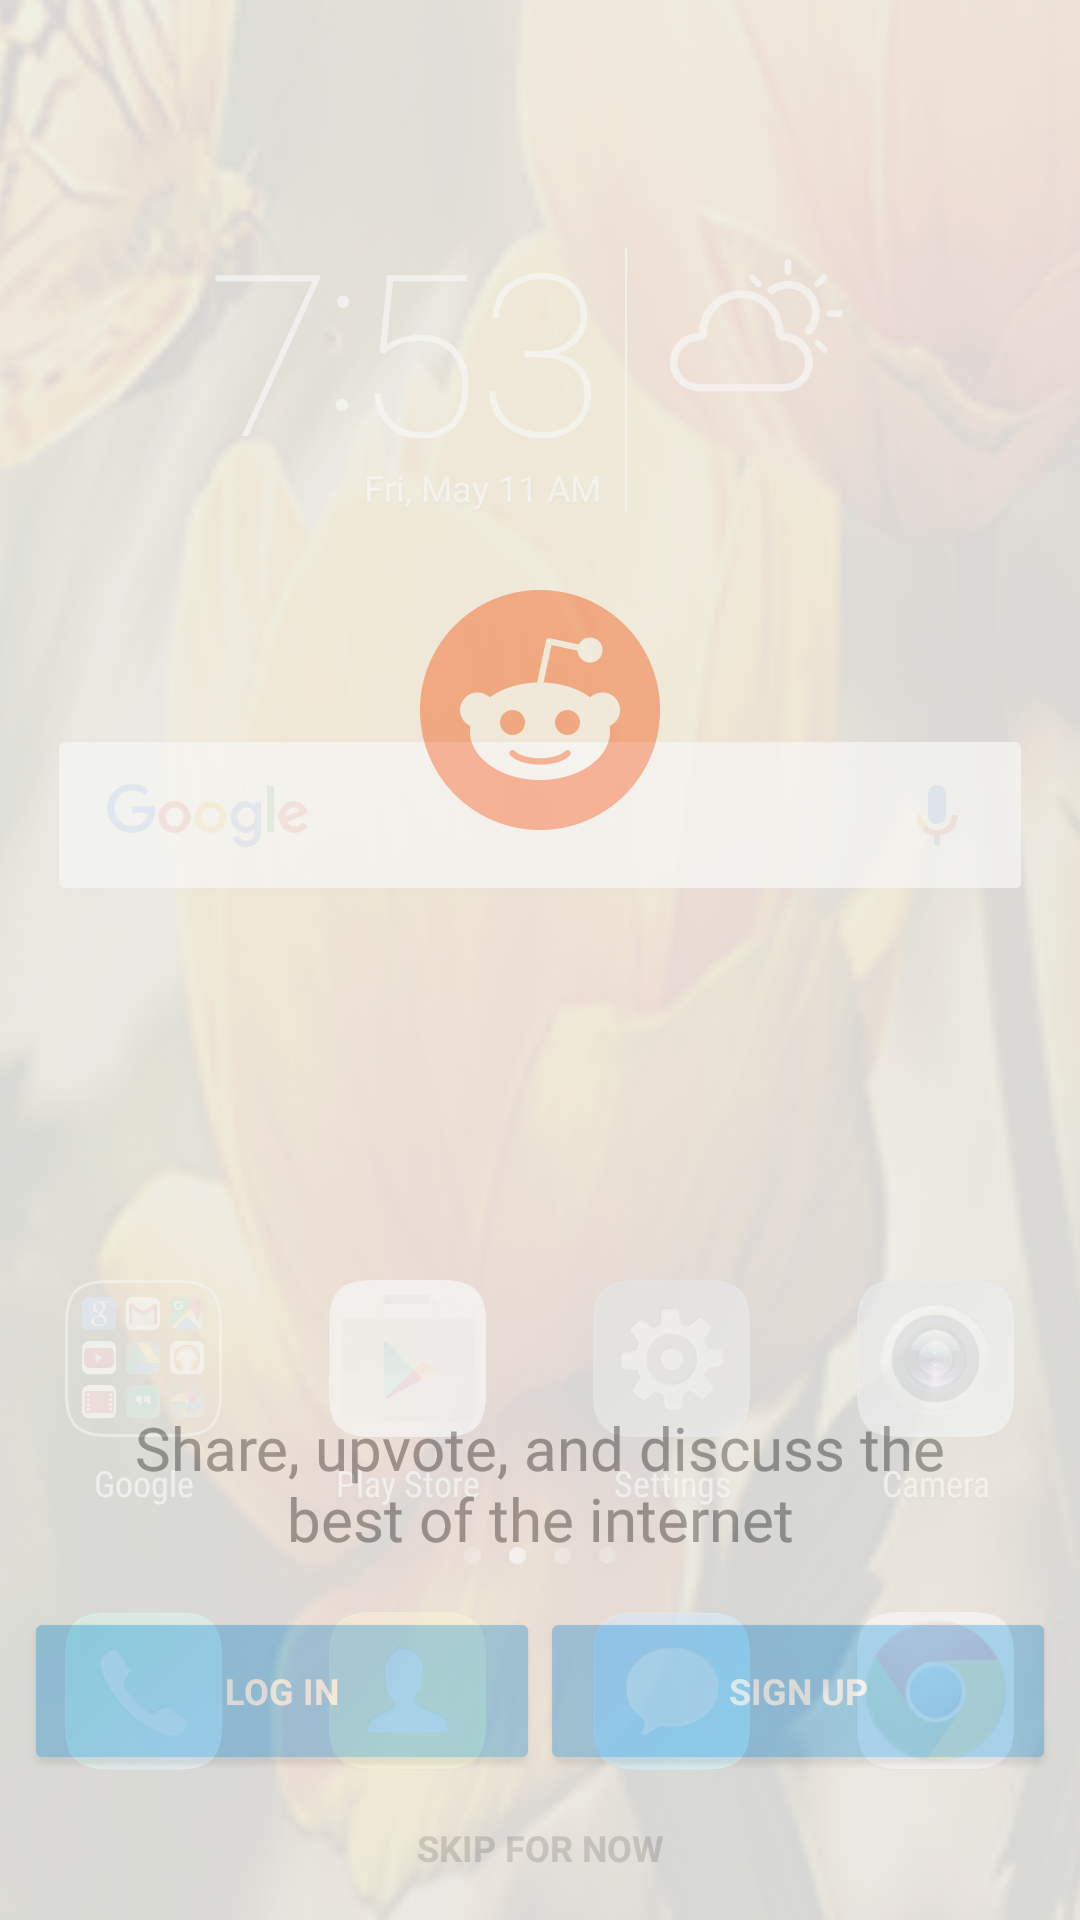 7:53
Fri, May 11 AM
Google
Share, upvote, and discuss the
Google Play Store Settings Camera
best of the internet
LOG IN SIGN UP
SKIP FOR NOW